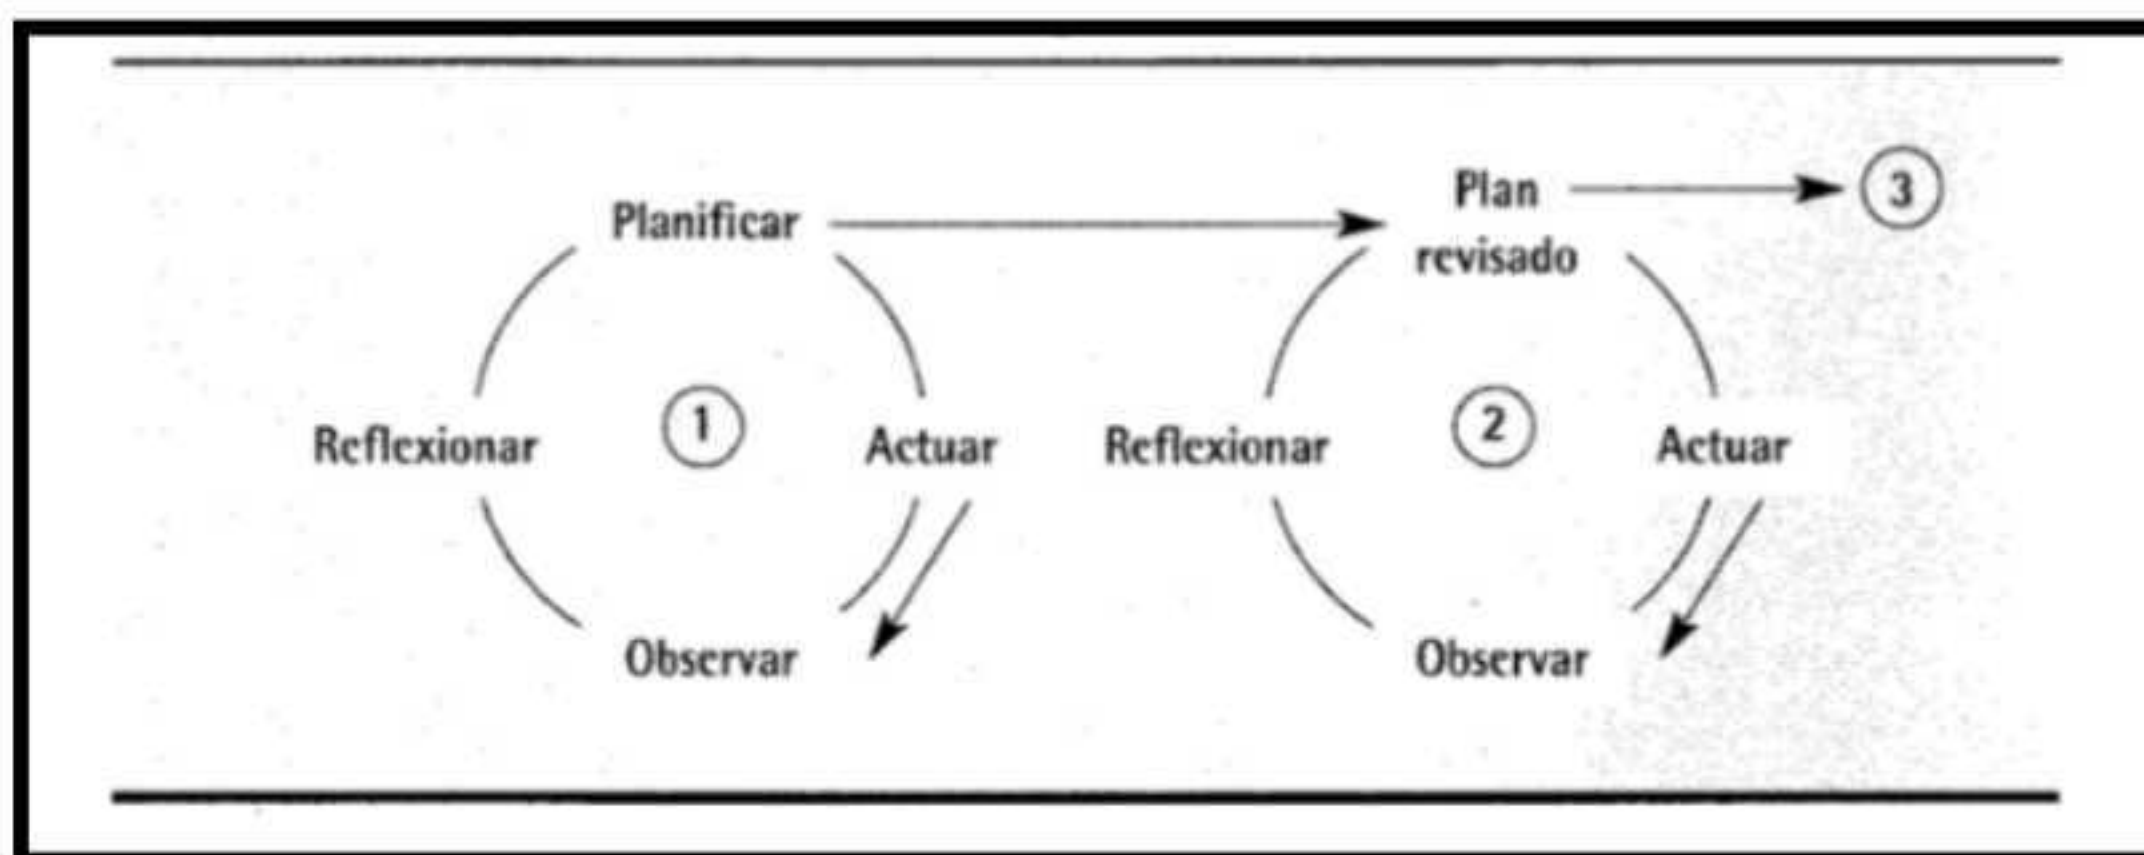 Planificar
Plan
revisado
3
Reflexionar
1
Actuar
Reflexionar
2
Actuar
Observar
Observar